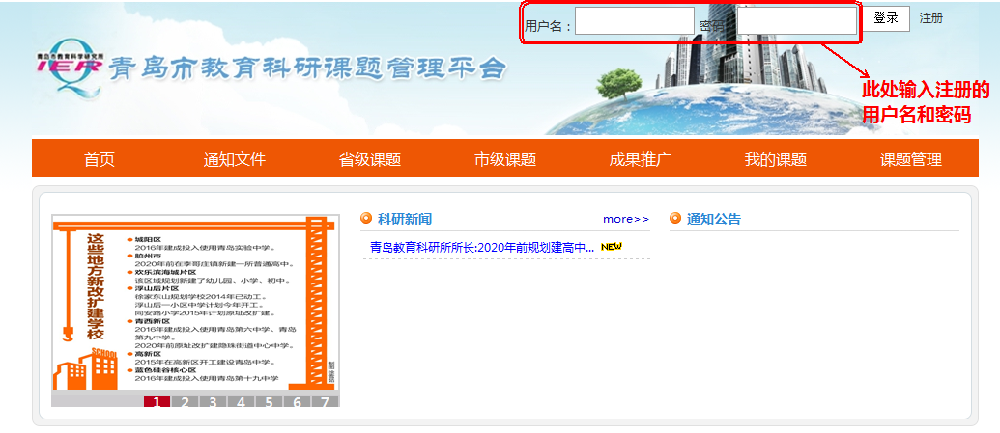 用户名： 密码 登录 注册
青岛市教育科学研究所
IER
青岛市教育科研课题管理平台
此处输入注册的
用户名和密码
首页 通知文件 省级课题 市级课题 成果推广 我的课题 课题管理
这些地方新改扩建学校
城阳区
2016年建成投入使用青岛实验中学。
胶州市
2020年前在李哥庄镇新建一所普通高中。
欢乐滨海城片区
该区域规划新建了幼儿园、小学、初中。
浮山后片区
徐家东山规划学校2014年已动工。
浮山后一小区中学计划今年开工。
同安路小学2015年计划原址改扩建。
青西新区
2016年建成投入使用青岛第六中学、青岛
第九中学。
2020年前原址改扩建隐珠街道中心中学。
高新区
2015年在高新区开工建设青岛中学。
蓝色硅谷核心区
2016年建成投入使用青岛第十九中学
SCHOOL
1 2 3 4 5 6 7
科研新闻 more>>
青岛教育科研所所长:2020年前规划建高中... NEW
通知公告